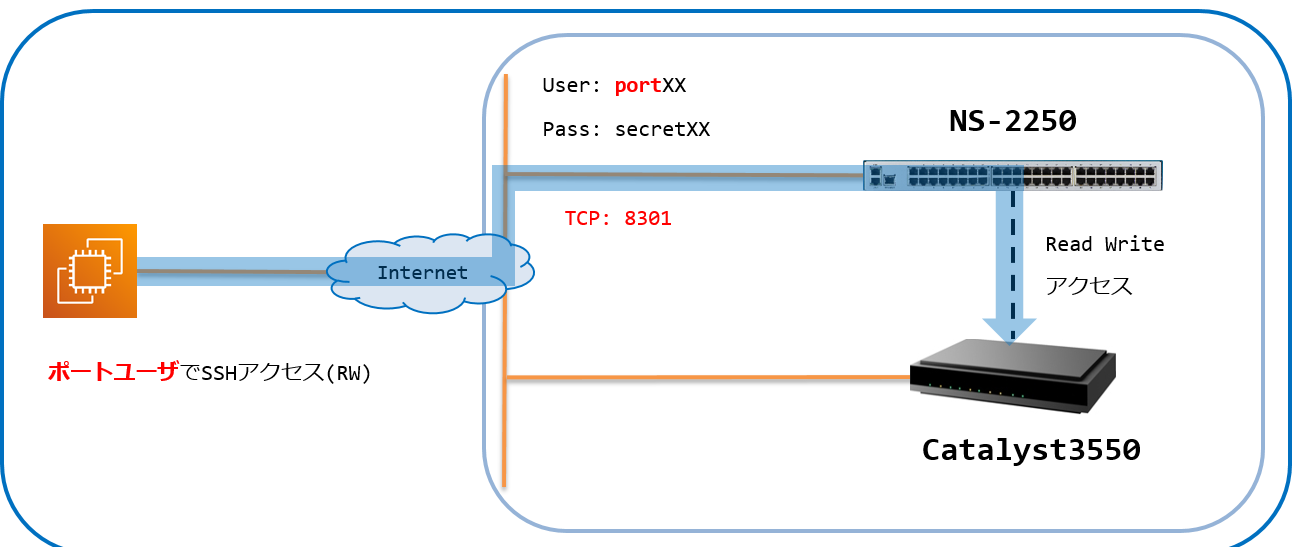 User: portXX
Pass: secretXX
NS-2250
TCP: 8301
Internet
Read Write
アクセス
ポートユーザでSSHアクセス(RW)
Catalyst3550